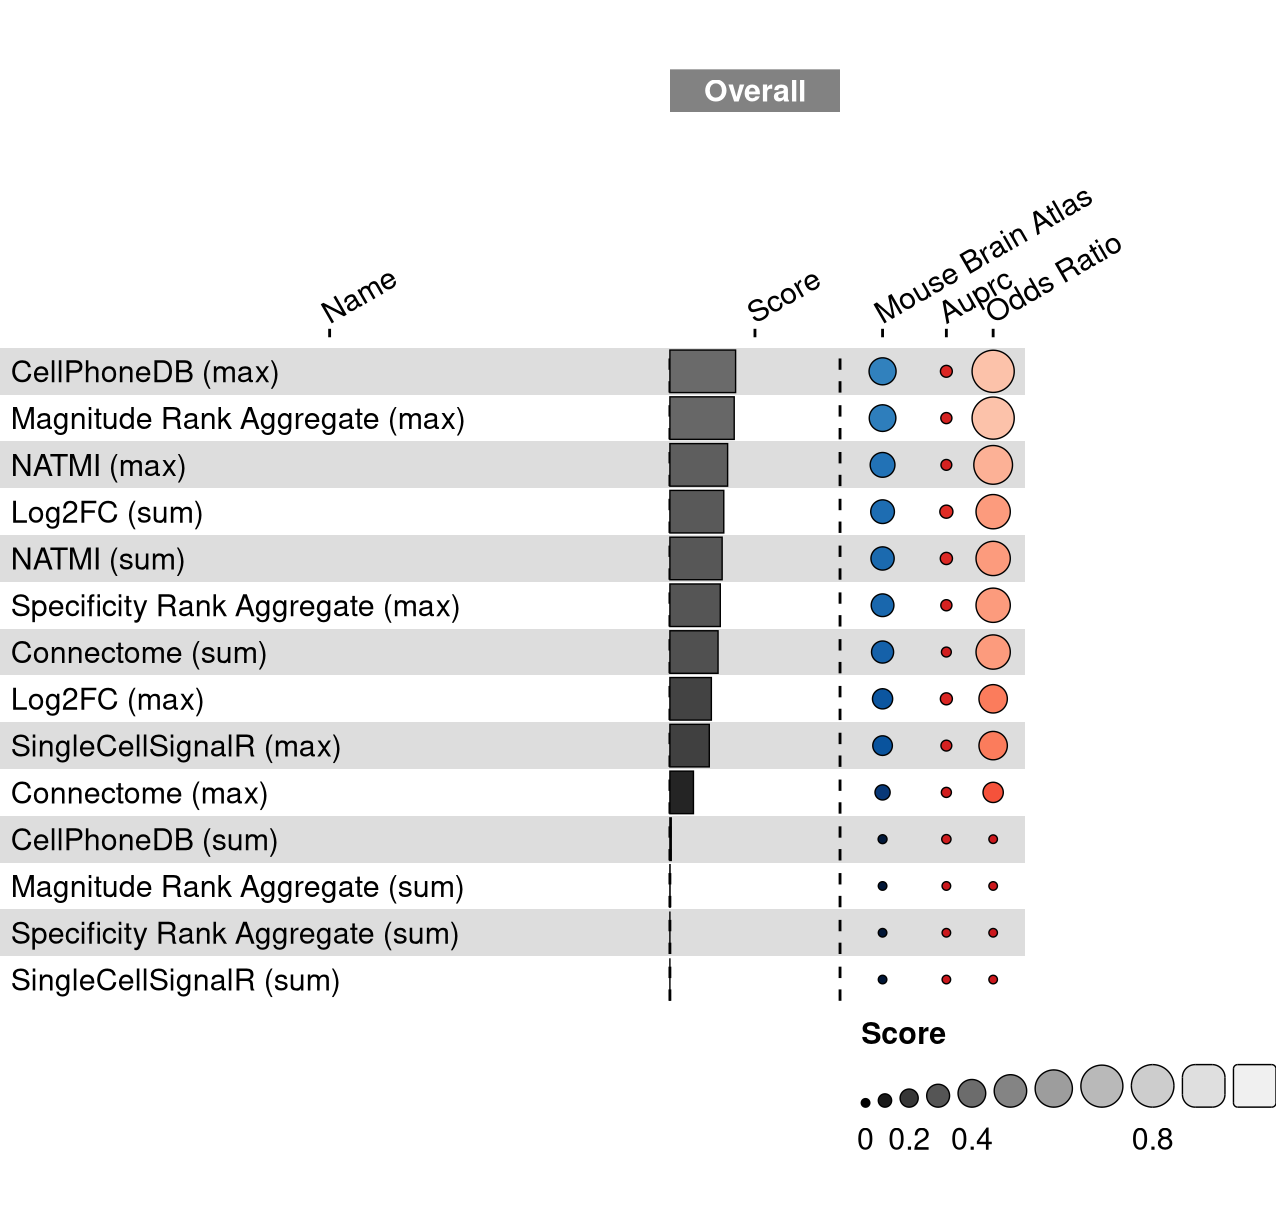 Overall
Name
Score
Mouse Brain Atlas
Auprc
Odds Ratio
CellPhoneDB (max)
Magnitude Rank Aggregate (max)
NATMI (max)
Log2FC (sum)
NATMI (sum)
Specificity Rank Aggregate (max)
Connectome (sum)
Log2FC (max)
SingleCellSignalR (max)
Connectome (max)
CellPhoneDB (sum)
Magnitude Rank Aggregate (sum)
Specificity Rank Aggregate (sum)
SingleCellSignalR (sum)
Score
0 0.2 0.4 0.8